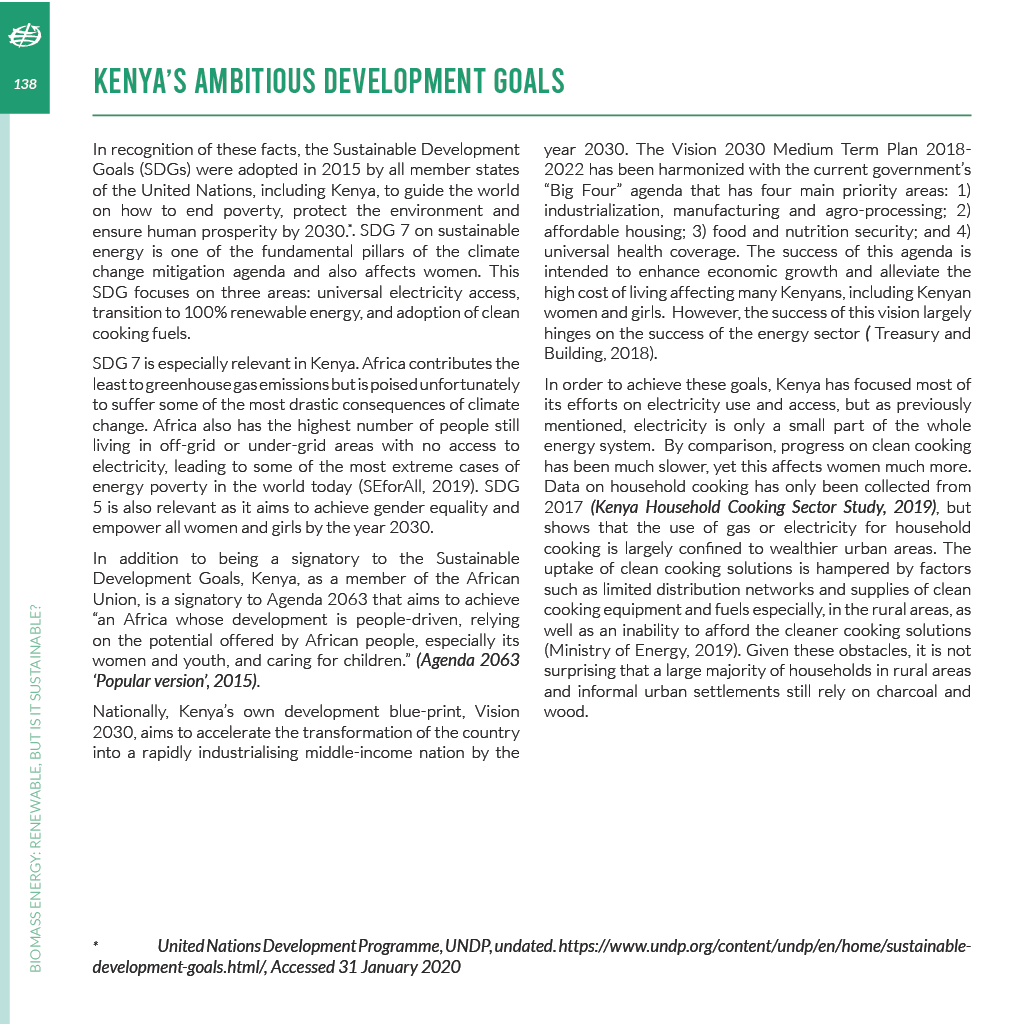 138
KENYA'S AMBITIOUS DEVELOPMENT GOALS
In recognition of these facts, the Sustainable Development
Goals (SDGs) were adopted in 2015 by all member states
of the United Nations, including Kenya, to guide the world
on how to end poverty, protect the environment and
ensure human prosperity by 2030.*. SDG 7 on sustainable
energy is one of the fundamental pillars of the climate
change mitigation agenda and also affects women. This
SDG focuses on three areas: universal electricity access,
transition to 100% renewable energy, and adoption of clean
cooking fuels.
SDG 7 is especially relevant in Kenya. Africa contributes the
least to greenhouse gas emissions but is poised unfortunately
to suffer some of the most drastic consequences of climate
change. Africa also has the highest number of people still
living in off-grid or under-grid areas with no access to
electricity, leading to some of the most extreme cases of
energy poverty in the world today (SEforAll, 2019). SDG
5 is also relevant as it aims to achieve gender equality and
empower all women and girls by the year 2030.
In addition to being a signatory to the Sustainable
Development Goals, Kenya, as a member of the African
Union, is a signatory to Agenda 2063 that aims to achieve
“an Africa whose development is people-driven, relying
on the potential offered by African people, especially its
women and youth, and caring for children.” (Agenda 2063
‘Popular version’, 2015).
Nationally, Kenya's own development blue-print, Vision
2030, aims to accelerate the transformation of the country
into a rapidly industrialising middle-income nation by the
year 2030. The Vision 2030 Medium Term Plan 2018-
2022 has been harmonized with the current government's
“Big Four” agenda that has four main priority areas: 1)
industrialization, manufacturing and agro-processing; 2)
affordable housing; 3) food and nutrition security; and 4)
universal health coverage. The success of this agenda is
intended to enhance economic growth and alleviate the
high cost of living affecting many Kenyans, including Kenyan
women and girls. However, the success of this vision largely
hinges on the success of the energy sector ( Treasury and
Building, 2018).
In order to achieve these goals, Kenya has focused most of
its efforts on electricity use and access, but as previously
mentioned, electricity is only a small part of the whole
energy system. By comparison, progress on clean cooking
has been much slower, yet this affects women much more.
Data on household cooking has only been collected from
2017 (Kenya Household Cooking Sector Study, 2019), but
shows that the use of gas or electricity for household
cooking is largely confined to wealthier urban areas. The
uptake of clean cooking solutions is hampered by factors
such as limited distribution networks and supplies of clean
cooking equipment and fuels especially, in the rural areas, as
well as an inability to afford the cleaner cooking solutions
(Ministry of Energy, 2019). Given these obstacles, it is not
surprising that a large majority of households in rural areas
and informal urban settlements still rely on charcoal and
wood.
* United Nations Development Programme, UNDP, undated. https://www.undp.org/content/undp/en/home/sustainable-
development-goals.html/, Accessed 31 January 2020
BIOMASS ENERGY: RENEWABLE, BUT IS IT SUSTAINABLE?